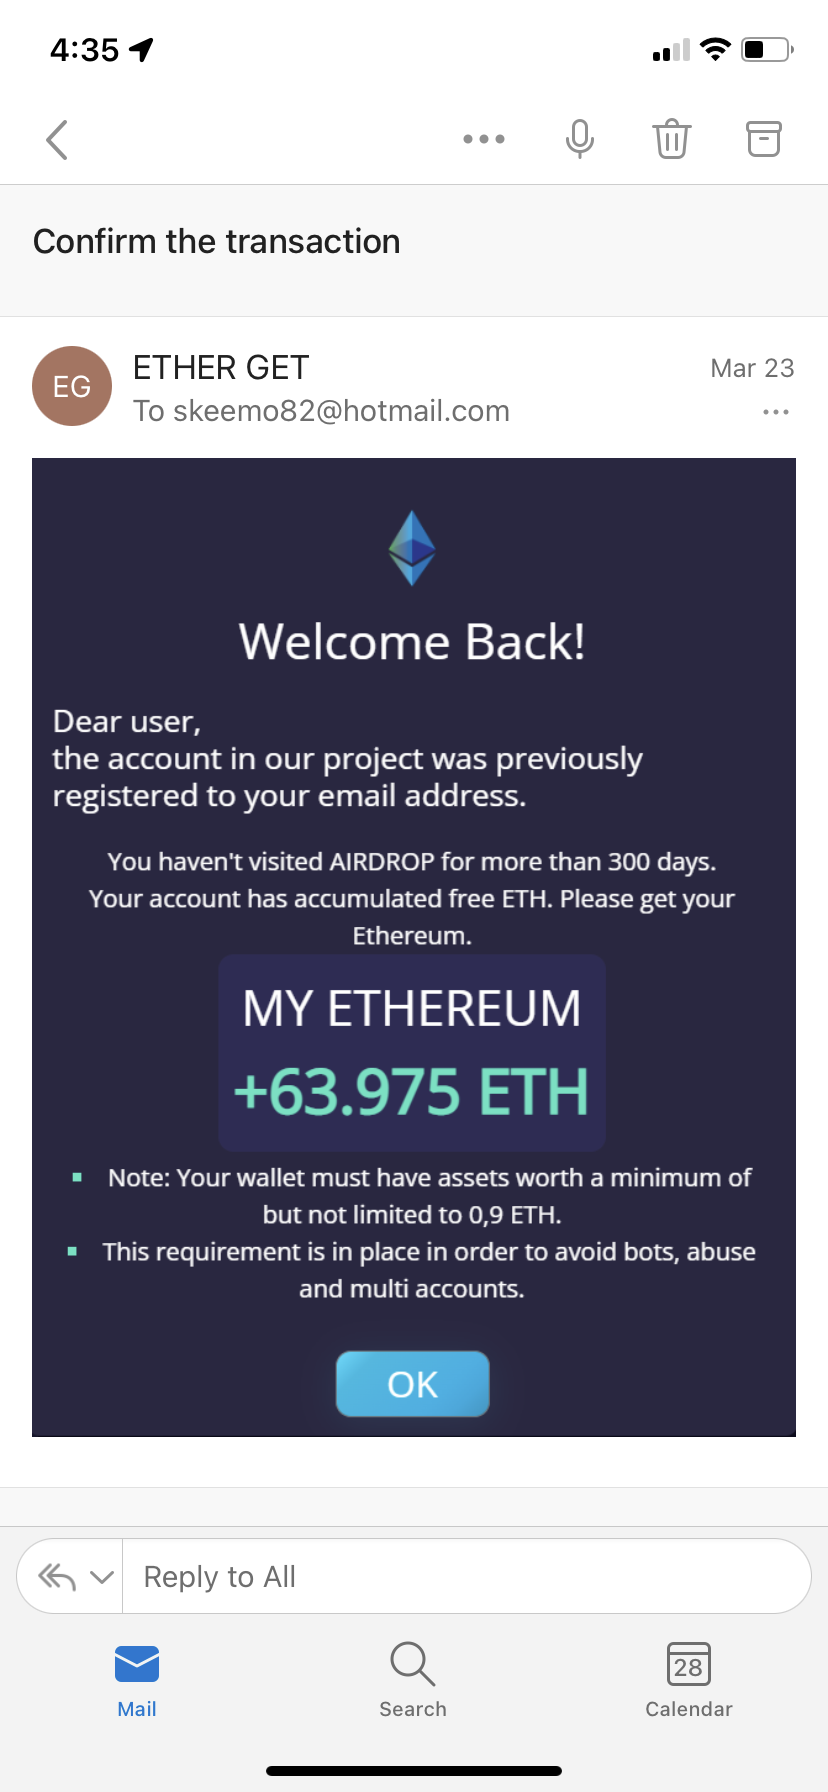 4:35
Confirm the transaction
EG
ETHER GET
Mar 23
To skeemo82@hotmail.com
Welcome Back!
Dear user,
the account in our project was previously
registered to your email address.
You haven't visited AIRDROP for more than 300 days.
Your account has accumulated free ETH. Please get your
Ethereum.
MY ETHEREUM
+63.975 ETH
Note: Your wallet must have assets worth a minimum of
but not limited to 0,9 ETH.
This requirement is in place in order to avoid bots, abuse
and multi accounts.
OK
Reply to All
28
Mail
Search
Calendar